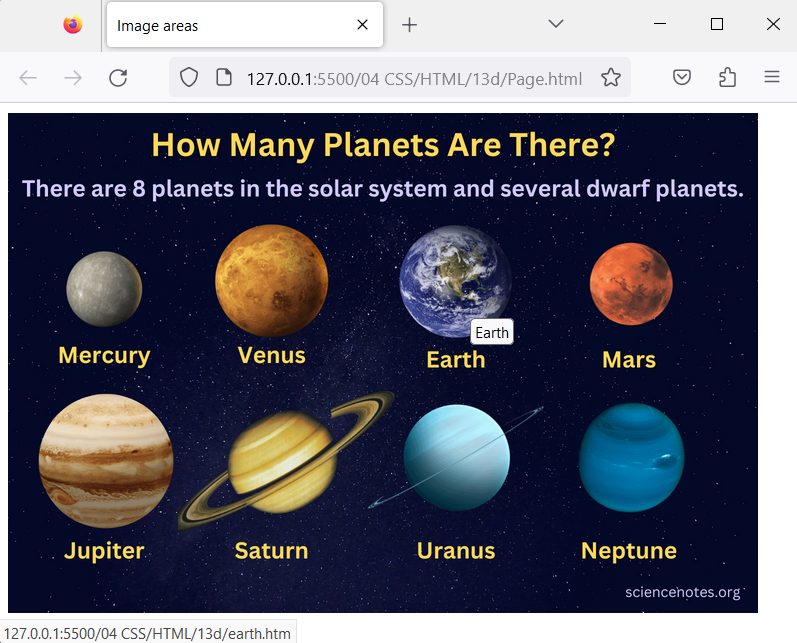 Image areas
127.0.0.1:5500/04 CSS/HTML/13d/Page.html
How Many Planets Are There?
There are 8 planets in the solar system and several dwarf planets.
Earth
Mercury Venus Earth Mars
Jupiter Saturn Uranus Neptune
sciencenotes.org
127.0.0.1:5500/04 CSS/HTML/13d/earth.htm